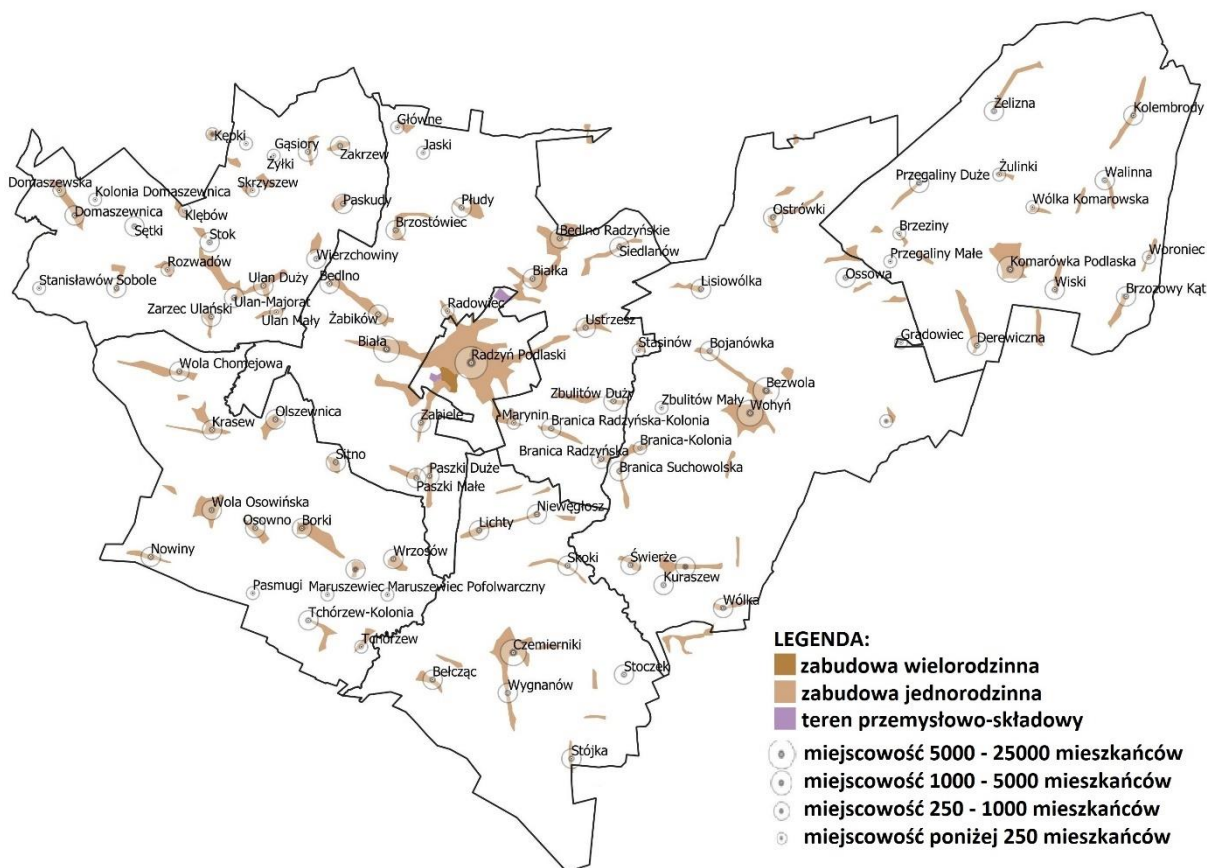 Żelizna
Kolembrody
Główne
Kępki
Jaski
Gąsiory
Zakrzew
Żyłki
Żulinki
Walinna
Przegaliny Duże
Domaszewska
Kolonia Domaszewnica
Skrzyszew
Paskudy
Płudy
Wólka Komarowska
Domaszewnica
Klębów
Sętki
Brzostówiec
Ostrówki
Stok
Bedlno Radzyńskie
Siedlanów
Brzeziny
Wierzchowiny
Przegaliny Małe
Woroniec
Rozwadów
Białka
Komarówka Podlaska
Stanisławów Sobole
Ulan Duży
Bedlno
Lisiowólka
Ossowa
Wiski
Brzozowy Kąt
Zarzec Ulański
Ulan-Majorat
Radowiec
Ulan Mały
Żabików
Ustrzesz
Gradowiec
Derewiczna
Biała
Stasinów
Bojanówka
Radzyń Podlaski
Wola Chomejowa
Bezwola
Zbulitów Duży
Zbulitów Mały
Olszewnica
Zabiele
Marynin
Wohyń
Krasew
Branica Radzyńska-Kolonia
Branica-Kolonia
Sitno
Branica Radzyńska
Paszki Duże
Branica Suchowolska
Paszki Małe
Wola Osowińska
Niewęgłosz
Osowno
Borki
Lichty
Nowiny
Wrzosów
Skoki
Świerże
Kuraszew
Pasmugi
Maruszewiec
Maruszewiec Pofolwarczny
Wólka
Tchórzew-Kolonia
Tchórzew
Czemierniki
Bełcząc
Stoczek
Wygnanów
Stójka
LEGENDA:
zabudowa wielorodzinna
zabudowa jednorodzinna
teren przemysłowo-składowy
miejscowość 5000 - 25000 mieszkańców
miejscowość 1000 - 5000 mieszkańców
miejscowość 250 - 1000 mieszkańców
miejscowość poniżej 250 mieszkańców